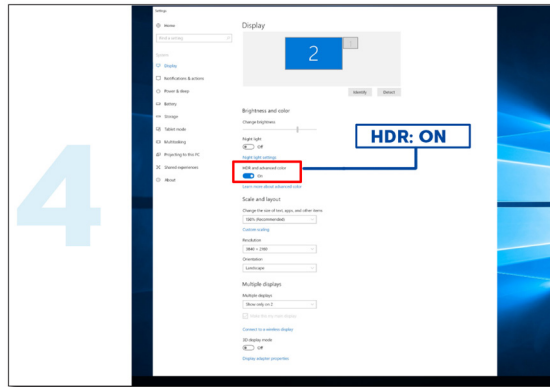 Settings
Home
Display
Find a setting
System
Display
Notifications & actions
Power & sleep
Battery
Storage
Tablet mode
Multitasking
Projecting to this PC
Shared experiences
About
2
1
Identify
Detect
Brightness and color
Change brightness
Night light
Off
Night light settings
HDR and advanced color
On
HDR: ON
Learn more about advanced color
Scale and layout
Change the size of text, apps, and other items
100% (Recommended)
Custom scaling
Resolution
3840 × 2160
Orientation
Landscape
Multiple displays
Multiple displays
Show only on 2
Make this my main display
Connect to a wireless display
3D display mode
Off
Display adapter properties
4